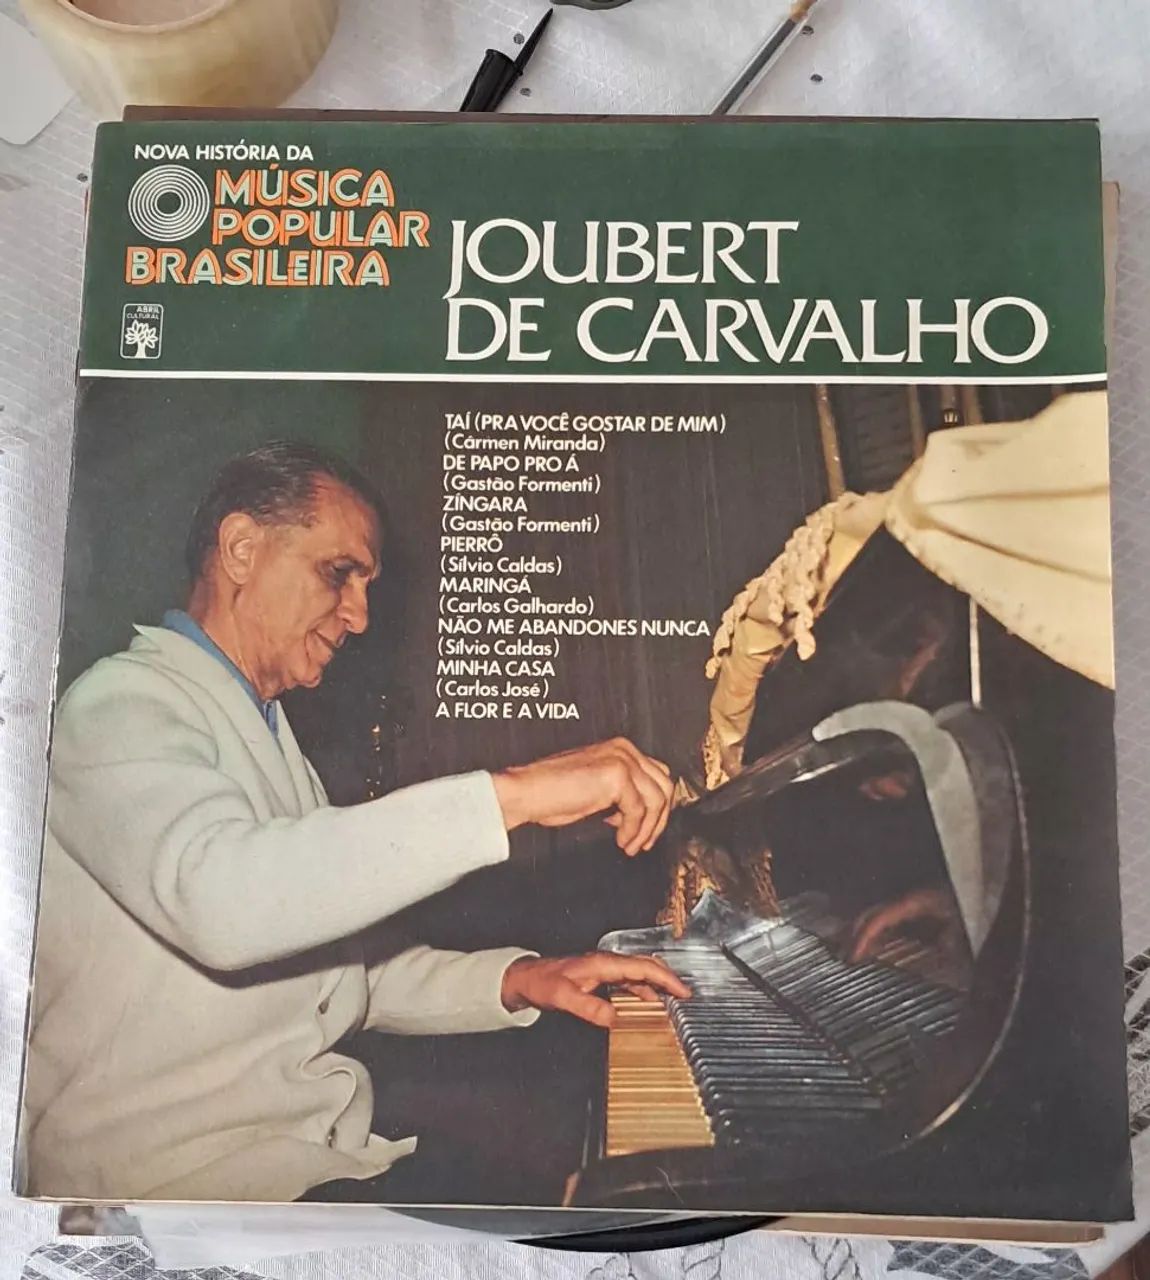 NOVA HISTÓRIA DA
MÚSICA
POPULAR
BRASILEIRA
ABRIL
CULTURAL
JOUBERT
DE CARVALHO
TAÍ (PRA VOCÊ GOSTAR DE MIM)
(Cármen Miranda)
DE PAPO PRO Á
(Gastão Formenti)
ZÍNGARA
(Gastão Formenti)
PIERRÔ
(Sílvio Caldas)
MARINGÁ
(Carlos Galhardo)
NÃO ME ABANDONES NUNCA
(Sílvio Caldas)
MINHA CASA
(Carlos José)
A FLOR E A VIDA